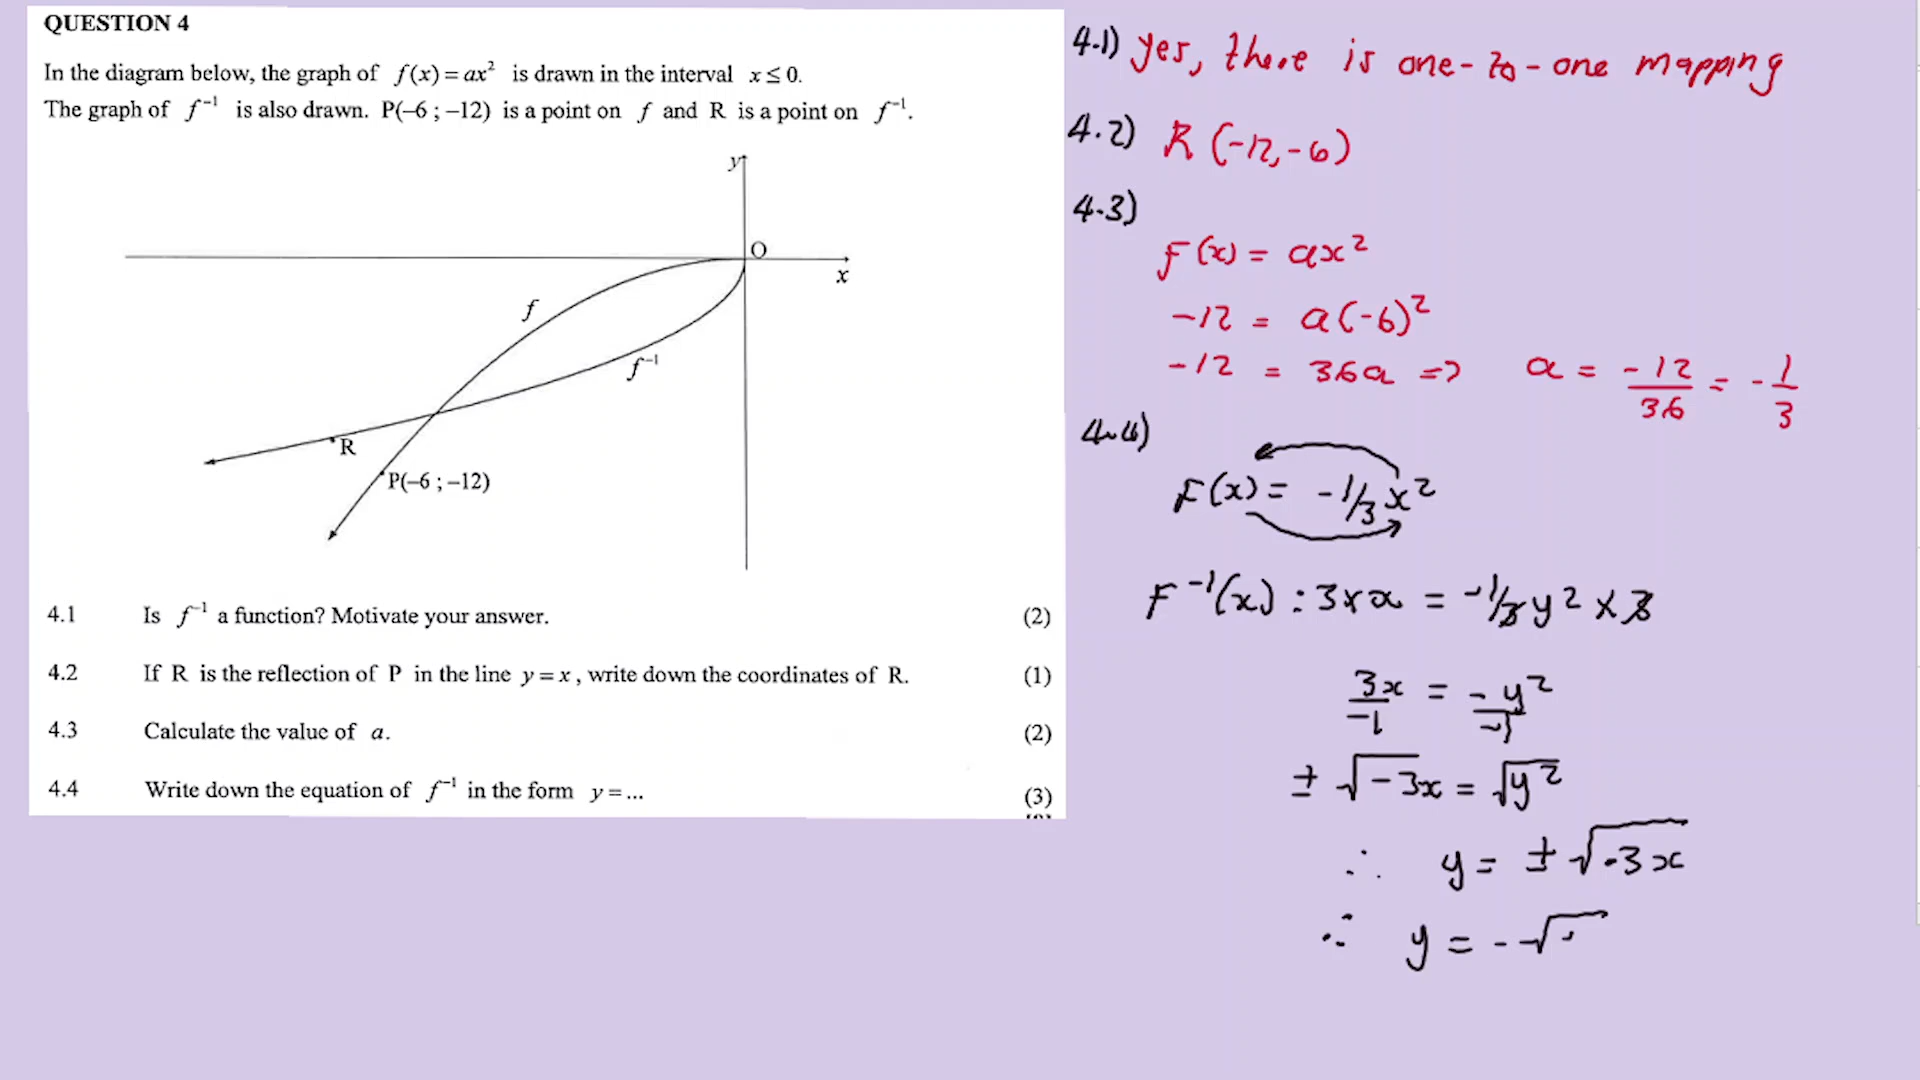 QUESTION 4
In the diagram below, the graph of f(x) = ax² is drawn in the interval x ≤ 0.
The graph of f⁻¹ is also drawn. P(–6 ; –12) is a point on f and R is a point on f⁻¹.
y
O
x
f
f⁻¹
R
P(–6 ; –12)
4.1 Is f⁻¹ a function? Motivate your answer. (2)
4.2 If R is the reflection of P in the line y = x, write down the coordinates of R. (1)
4.3 Calculate the value of a. (2)
4.4 Write down the equation of f⁻¹ in the form y = ... (3)
4.1) yes, there is one-to-one mapping
4.2) R (-12,-6)
4.3)
F(x) = ax²
-12 = a(-6)²
-12 = 36a => a = -12/36 = -1/3
4.4)
F(x) = -1/3x²
F⁻¹(x) : 3×x = -1/3y² × 3
3x/-1 = -y²/-1
± √-3x = √y²
∴ y = ± √-3x
∴ y = -√